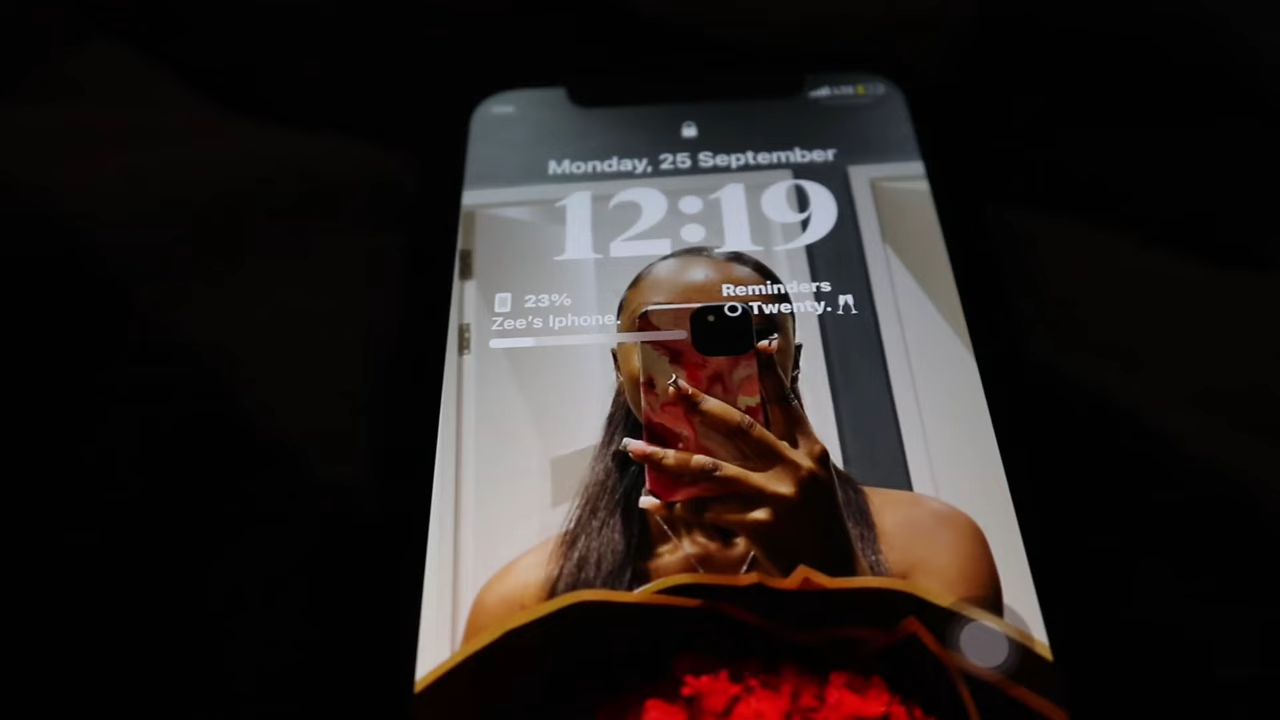 Monday, 25 September
12:19
23%
Zee's Iphone.
Reminders
Twenty.🥂